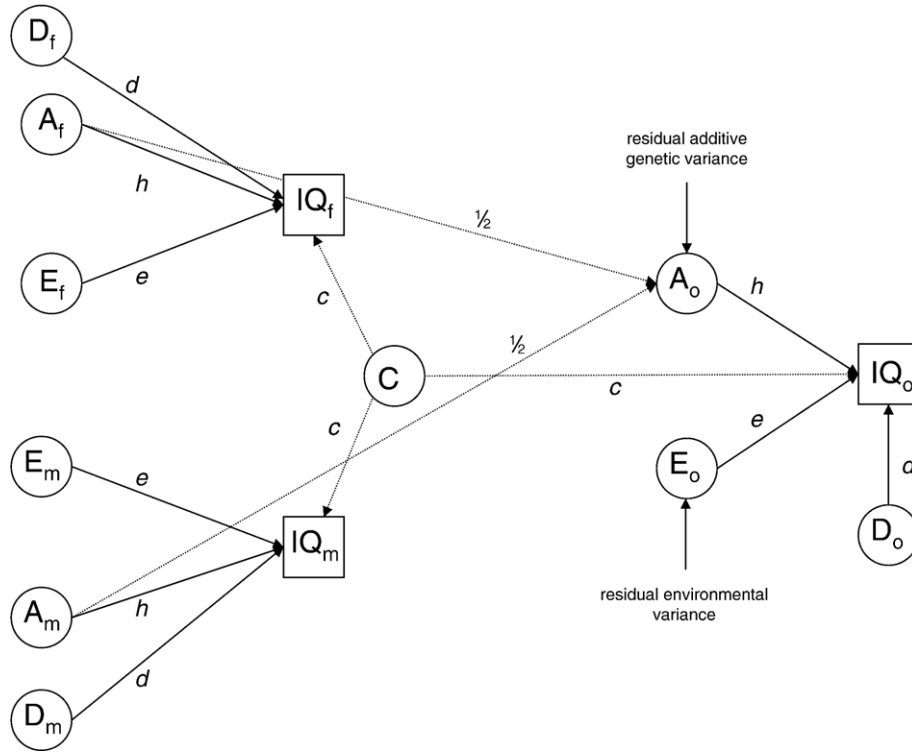 D_f
d
A_f
h
IQ_f
½
E_f
e
c
residual additive
genetic variance
A_o
h
½
C
c
IQ_o
c
e
E_m
e
E_o
d
IQ_m
D_o
A_m
h
residual environmental
variance
d
D_m